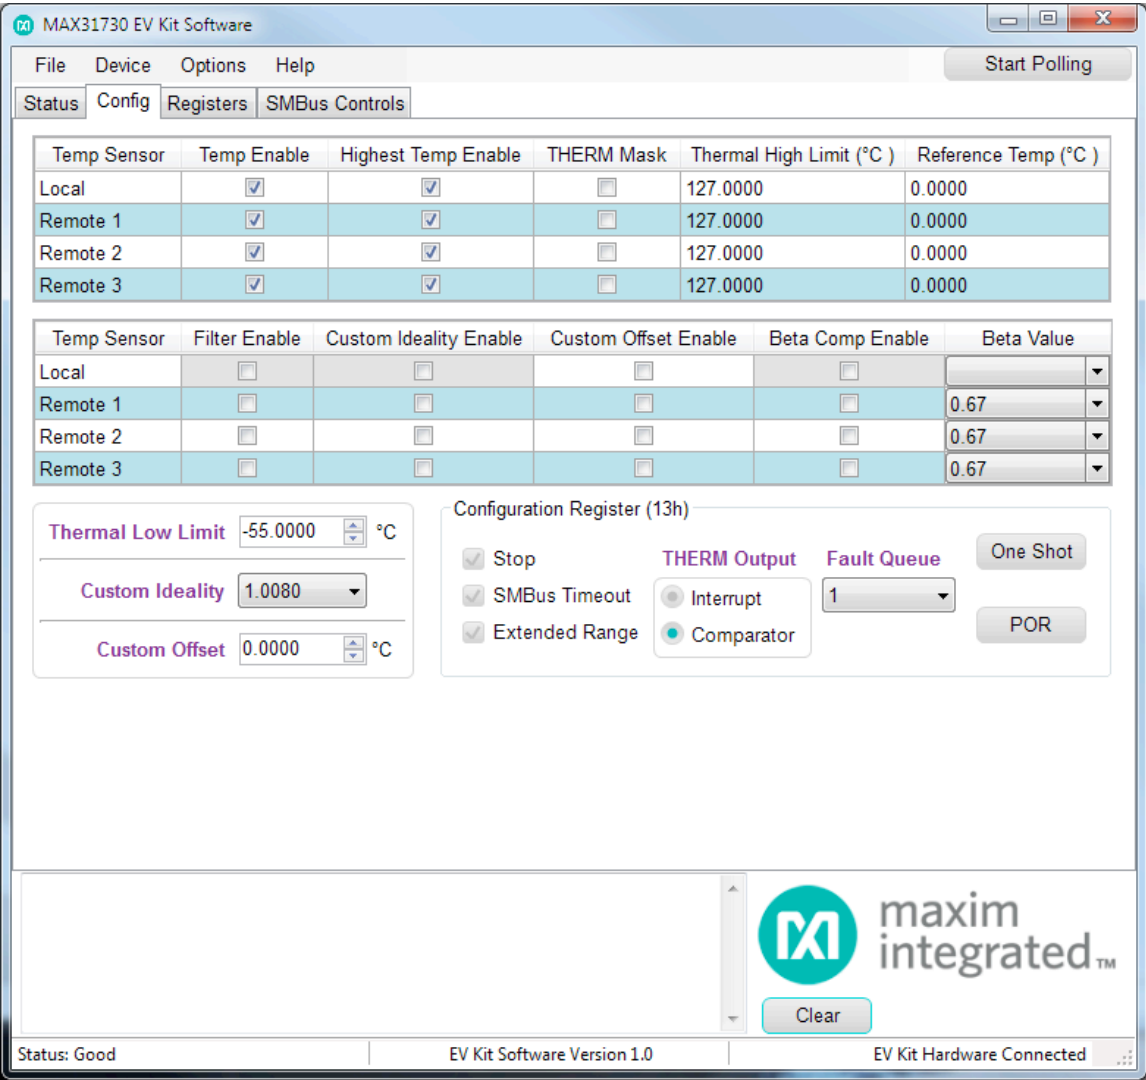 MAX31730 EV Kit Software
File Device Options Help Start Polling
Status Config Registers SMBus Controls
Temp Sensor Temp Enable Highest Temp Enable THERM Mask Thermal High Limit (°C ) Reference Temp (°C )
Local 127.0000 0.0000
Remote 1 127.0000 0.0000
Remote 2 127.0000 0.0000
Remote 3 127.0000 0.0000
Temp Sensor Filter Enable Custom Ideality Enable Custom Offset Enable Beta Comp Enable Beta Value
Local
Remote 1 0.67
Remote 2 0.67
Remote 3 0.67
Thermal Low Limit -55.0000 °C
Custom Ideality 1.0080
Custom Offset 0.0000 °C
Configuration Register (13h)
Stop THERM Output Fault Queue One Shot
SMBus Timeout Interrupt 1
Extended Range Comparator POR
maxim
integrated™
Clear
Status: Good EV Kit Software Version 1.0 EV Kit Hardware Connected